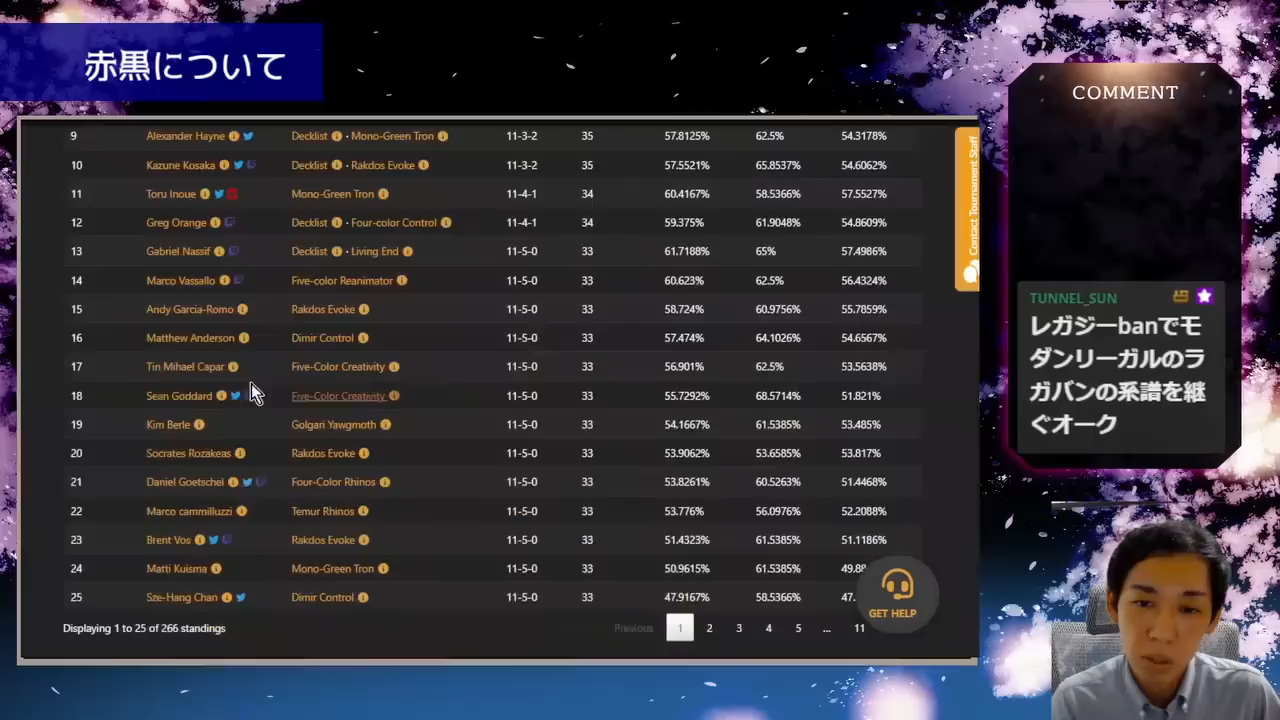 赤黒について
COMMENT
9 Alexander Hayne Decklist • Mono-Green Tron 11-3-2 35 57.8125% 62.5% 54.3178%
10 Kazune Kosaka Decklist • Rakdos Evoke 11-3-2 35 57.5521% 65.8537% 54.6062%
11 Toru Inoue Mono-Green Tron 11-4-1 34 60.4167% 58.5366% 57.5527%
12 Greg Orange Decklist • Four-color Control 11-4-1 34 59.375% 61.9048% 54.8609%
13 Gabriel Nassif Decklist • Living End 11-5-0 33 61.7188% 65% 57.4986%
14 Marco Vassallo Five-color Reanimator 11-5-0 33 60.623% 62.5% 56.4324%
15 Andy Garcia-Romo Rakdos Evoke 11-5-0 33 58.724% 60.9756% 55.7859%
16 Matthew Anderson Dimir Control 11-5-0 33 57.474% 64.1026% 54.6567%
17 Tin Mihael Capar Five-Color Creativity 11-5-0 33 56.901% 62.5% 53.5638%
18 Sean Goddard Five-Color Creativity 11-5-0 33 55.7292% 68.5714% 51.821%
19 Kim Berle Golgari Yawgmoth 11-5-0 33 54.1667% 61.5385% 53.485%
20 Socrates Rozakeas Rakdos Evoke 11-5-0 33 53.9062% 53.6585% 53.817%
21 Daniel Goetschel Four-Color Rhinos 11-5-0 33 53.8261% 60.5263% 51.4468%
22 Marco cammilluzzi Temur Rhinos 11-5-0 33 53.776% 56.0976% 52.2088%
23 Brent Vos Rakdos Evoke 11-5-0 33 51.4323% 61.5385% 51.1186%
24 Matti Kuisma Mono-Green Tron 11-5-0 33 50.9615% 61.5385% 49.88
25 Sze-Hang Chan Dimir Control 11-5-0 33 47.9167% 58.5366% 47.
Displaying 1 to 25 of 266 standings Previous 1 2 3 4 5 ... 11
Contact Tournament Staff
GET HELP
TUNNEL_SUN
レガジーbanでモ
ダンリーガルのラ
ガバンの系譜を継
ぐオーク